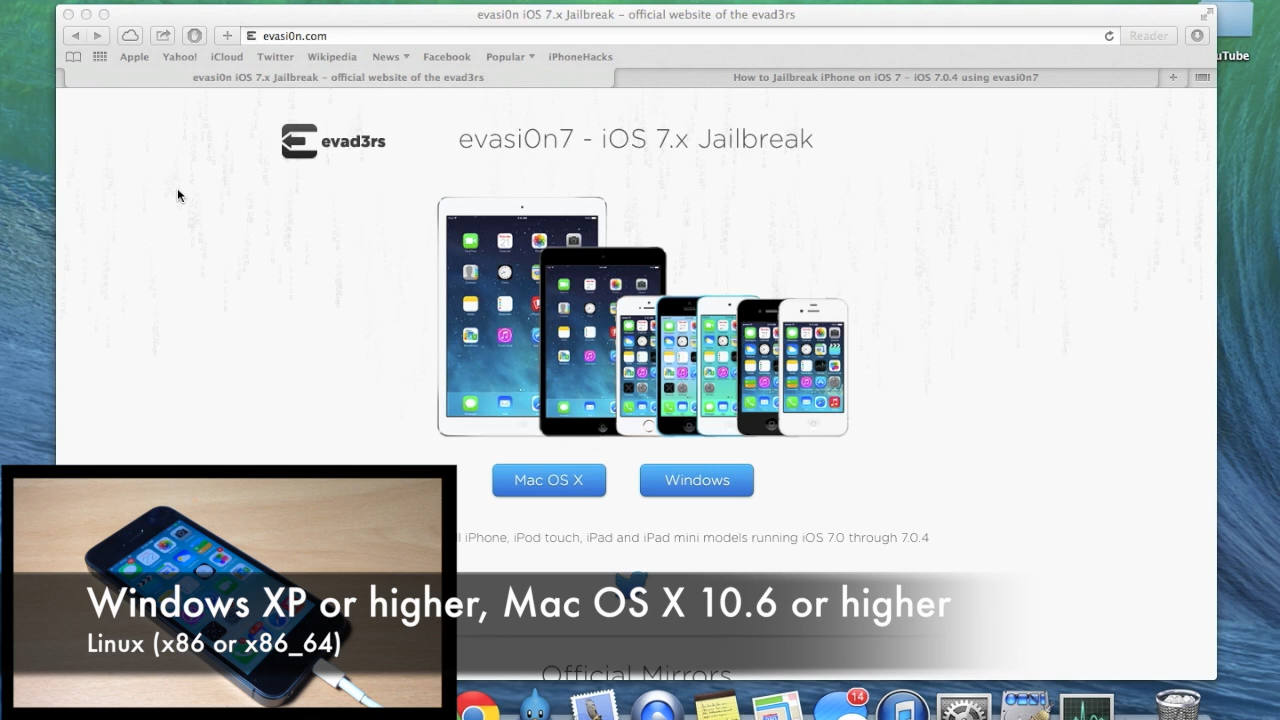 evasi0n iOS 7.x Jailbreak – official website of the evad3rs
evasi0n.com
Reader
Apple Yahoo! iCloud Twitter Wikipedia News Facebook Popular iPhoneHacks
evasi0n iOS 7.x Jailbreak – official website of the evad3rs
How to Jailbreak iPhone on iOS 7 – iOS 7.0.4 using evasi0n7
uTube
evad3rs
evasi0n7 - iOS 7.x Jailbreak
Mac OS X
Windows
iPhone, iPod touch, iPad and iPad mini models running iOS 7.0 through 7.0.4
Windows XP or higher, Mac OS X 10.6 or higher
Linux (x86 or x86_64)
Official Mirrors
14